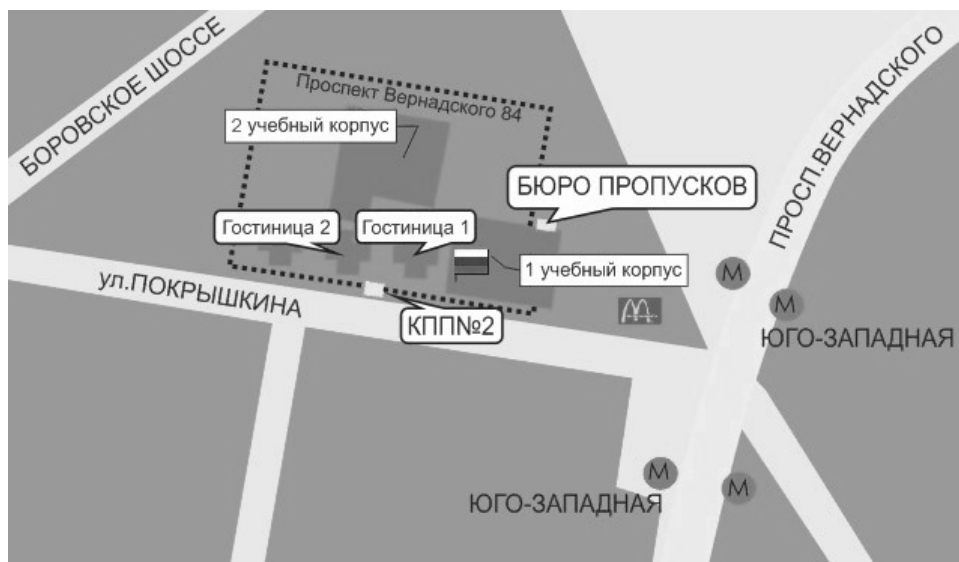 БОРОВСКОЕ ШОССЕ
Проспект Вернадского 84
2 учебный корпус
ПРОСП.ВЕРНАДСКОГО
БЮРО ПРОПУСКОВ
Гостиница 2
Гостиница 1
1 учебный корпус
ул.ПОКРЫШКИНА
КПП№2
М
М
ЮГО-ЗАПАДНАЯ
М
М
ЮГО-ЗАПАДНАЯ